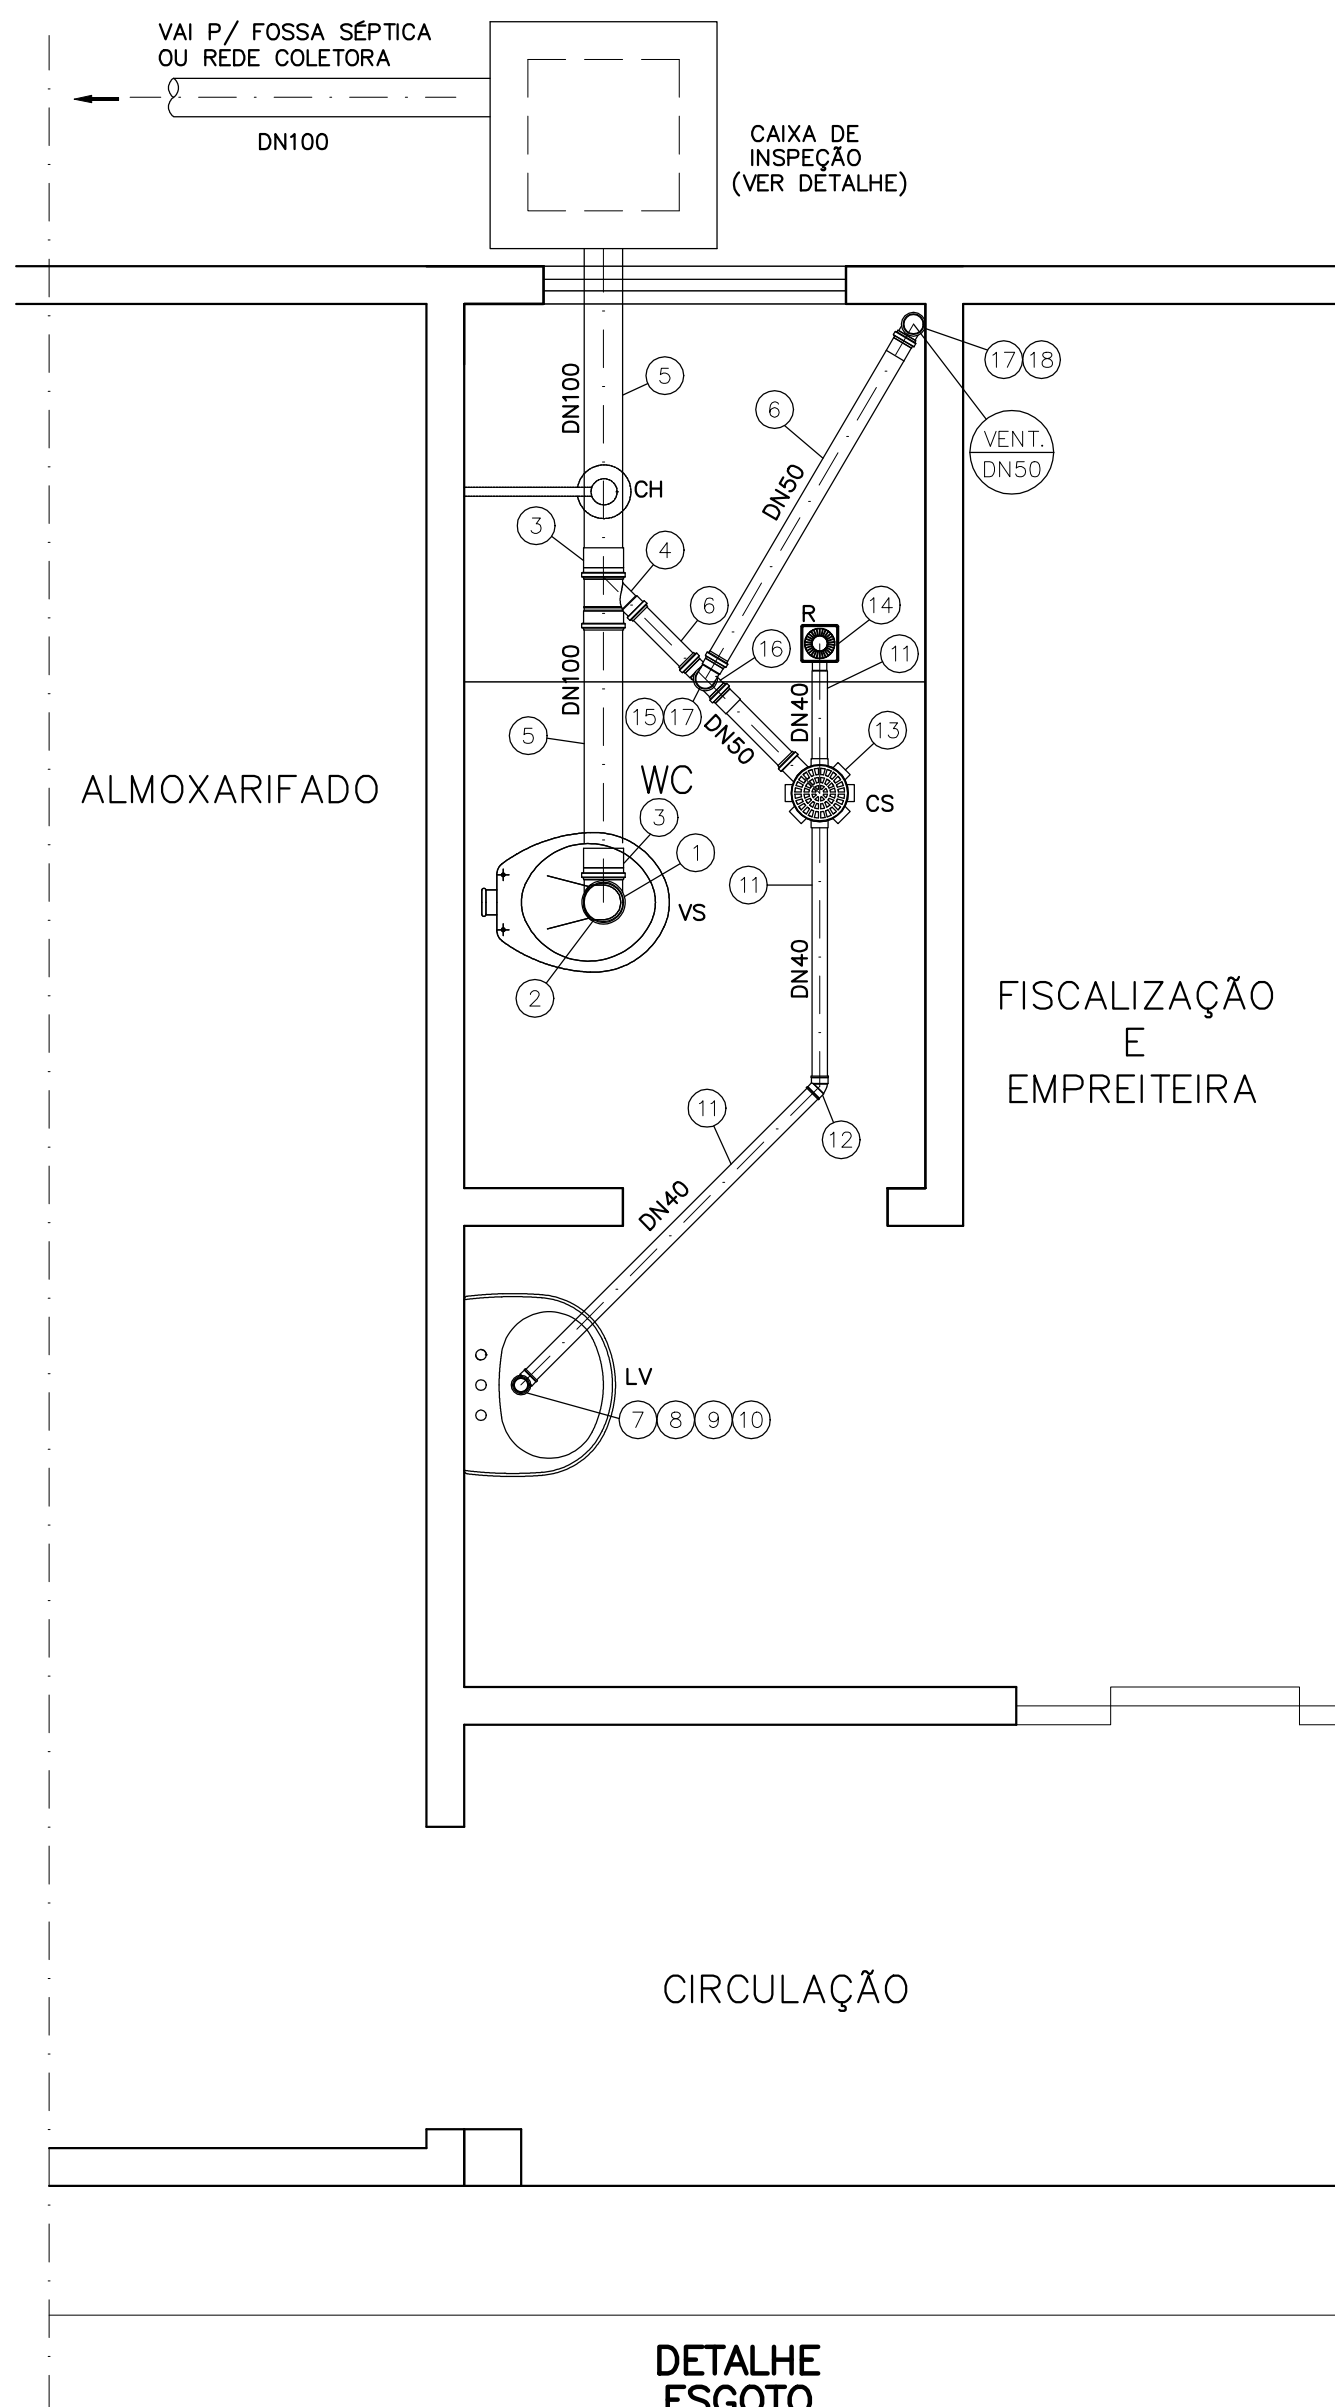 VAI P/ FOSSA SÉPTICA
OU REDE COLETORA
DN100
CAIXA DE
INSPEÇÃO
(VER DETALHE)
17 18
5
DN100
6
VENT.
DN50
DN50
CH
3
4
6
R
14
16
11
DN100
DN40
15 17
DN50
5
13
WC
ALMOXARIFADO
CS
3
1
11
VS
DN40
2
FISCALIZAÇÃO
E
EMPREITEIRA
11
12
DN40
LV
7 8 9 10
CIRCULAÇÃO
DETALHE
ESGOTO